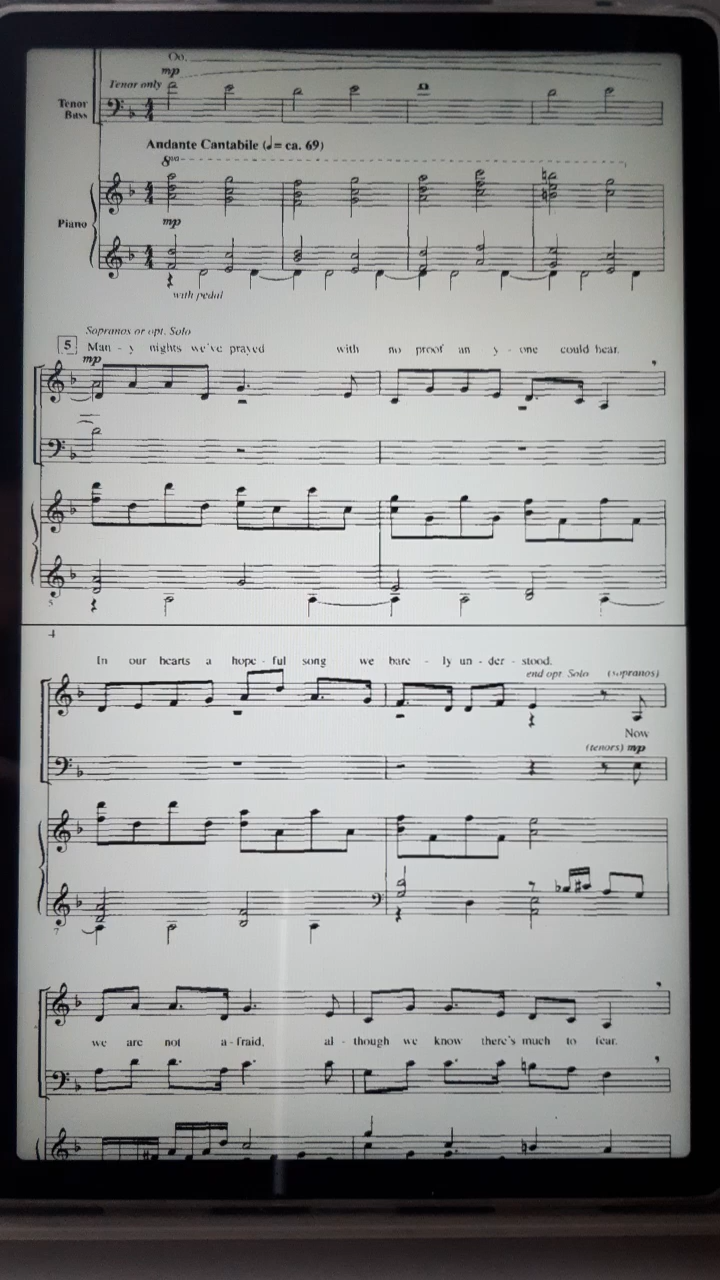 Oo.
mp
Tenor only
Tenor
Bass
Andante Cantabile (♩= ca. 69)
8va
Piano
mp
with pedal
Sopranos or opt. Solo
5 Man - y nights we've prayed with no proof an y - one could hear.
mp
5
4
In our hearts a hope - ful song we bare - ly un - der - stood.
end opt. Solo (sopranos)
Now
(tenors) mp
7
we are not a - fraid, al - though we know there's much to fear.